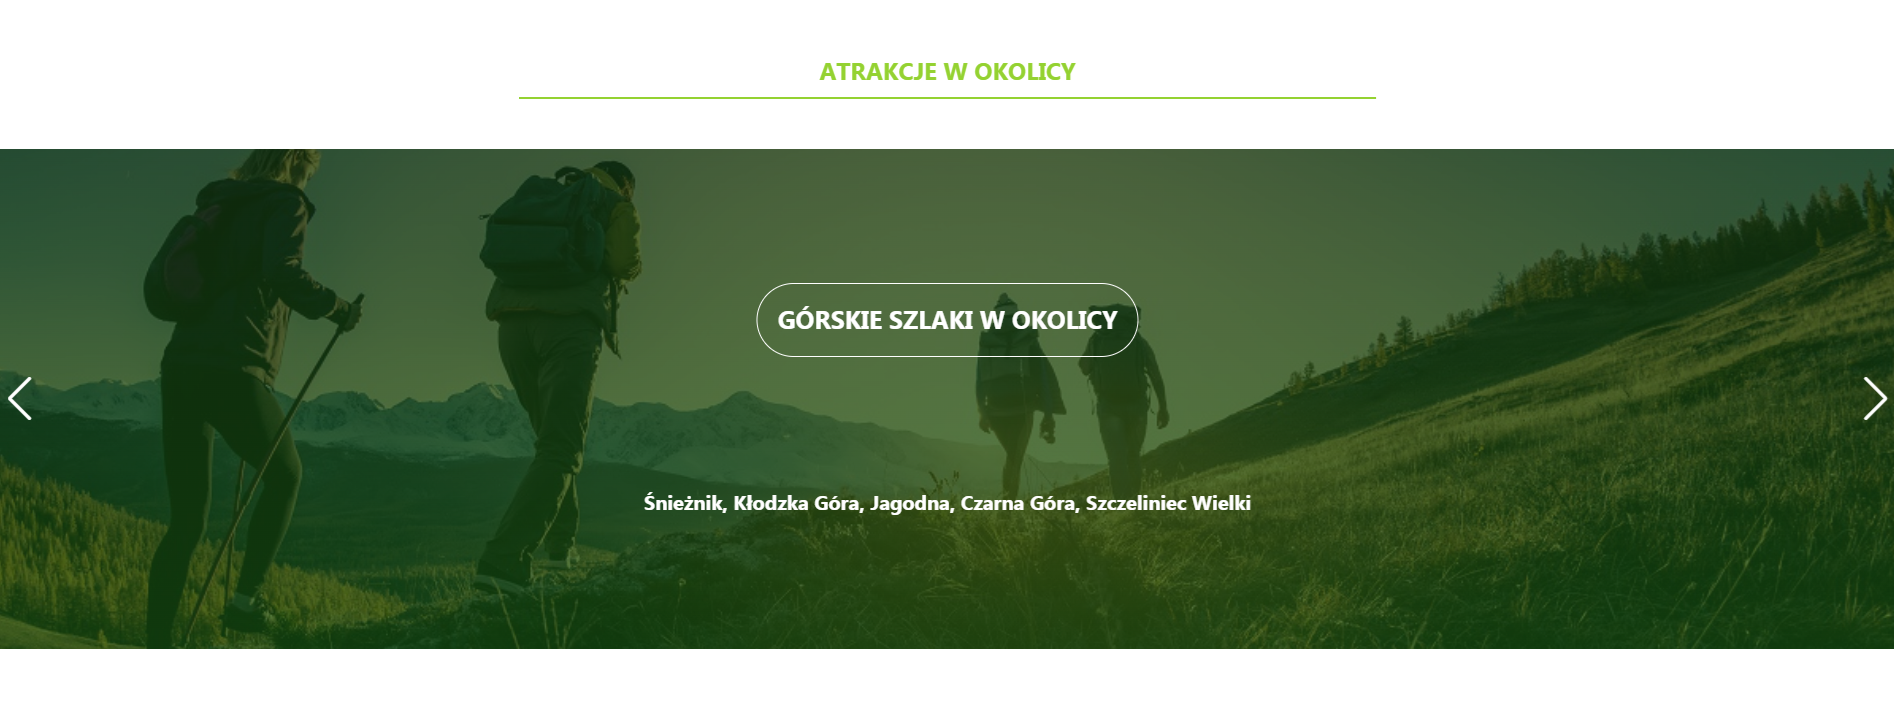 ATRAKCJE W OKOLICY
GÓRSKIE SZLAKI W OKOLICY
Śnieżnik, Kłodzka Góra, Jagodna, Czarna Góra, Szczeliniec Wielki